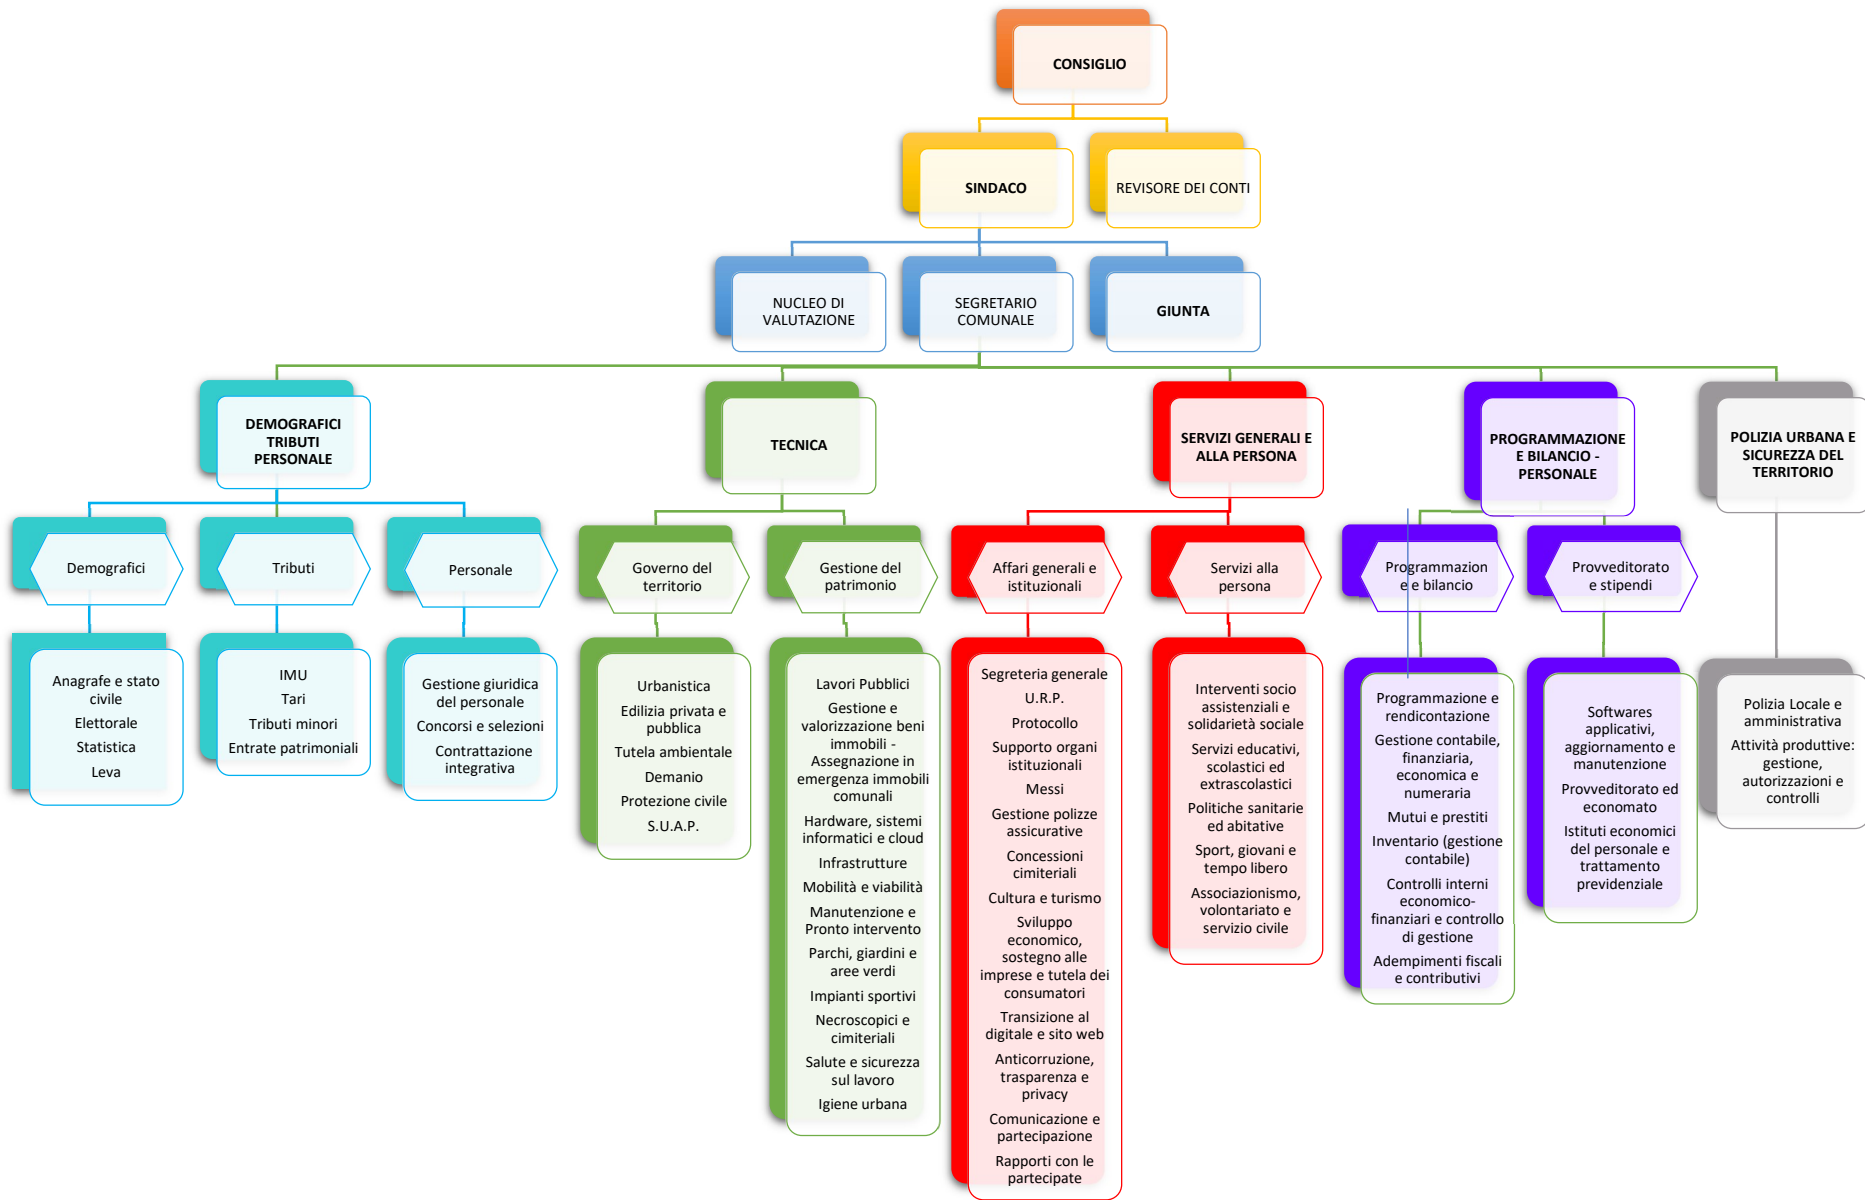 CONSIGLIO
SINDACO
REVISORE DEI CONTI
NUCLEO DI
VALUTAZIONE
SEGRETARIO
COMUNALE
GIUNTA
DEMOGRAFICI
TRIBUTI
PERSONALE
TECNICA
SERVIZI GENERALI E
ALLA PERSONA
PROGRAMMAZIONE
E BILANCIO -
PERSONALE
POLIZIA URBANA E
SICUREZZA DEL
TERRITORIO
Demografici
Tributi
Personale
Governo del
territorio
Gestione del
patrimonio
Affari generali e
istituzionali
Servizi alla
persona
Programmazion
e e bilancio
Provveditorato
e stipendi
Anagrafe e stato
civile
Elettorale
Statistica
Leva
IMU
Tari
Tributi minori
Entrate patrimoniali
Gestione giuridica
del personale
Concorsi e selezioni
Contrattazione
integrativa
Urbanistica
Edilizia privata e
pubblica
Tutela ambientale
Demanio
Protezione civile
S.U.A.P.
Lavori Pubblici
Gestione e
valorizzazione beni
immobili -
Assegnazione in
emergenza immobili
comunali
Hardware, sistemi
informatici e cloud
Infrastrutture
Mobilità e viabilità
Manutenzione e
Pronto intervento
Parchi, giardini e
aree verdi
Impianti sportivi
Necroscopici e
cimiteriali
Salute e sicurezza
sul lavoro
Igiene urbana
Segreteria generale
U.R.P.
Protocollo
Supporto organi
istituzionali
Messi
Gestione polizze
assicurative
Concessioni
cimiteriali
Cultura e turismo
Sviluppo
economico,
sostegno alle
imprese e tutela dei
consumatori
Transizione al
digitale e sito web
Anticorruzione,
trasparenza e
privacy
Comunicazione e
partecipazione
Rapporti con le
partecipate
Interventi socio
assistenziali e
solidarietà sociale
Servizi educativi,
scolastici ed
extrascolastici
Politiche sanitarie
ed abitative
Sport, giovani e
tempo libero
Associazionismo,
volontariato e
servizio civile
Programmazione e
rendicontazione
Gestione contabile,
finanziaria,
economica e
numeraria
Mutui e prestiti
Inventario (gestione
contabile)
Controlli interni
economico-
finanziari e controllo
di gestione
Adempimenti fiscali
e contributivi
Softwares
applicativi,
aggiornamento e
manutenzione
Provveditorato ed
economato
Istituti economici
del personale e
trattamento
previdenziale
Polizia Locale e
amministrativa
Attività produttive:
gestione,
autorizzazioni e
controlli